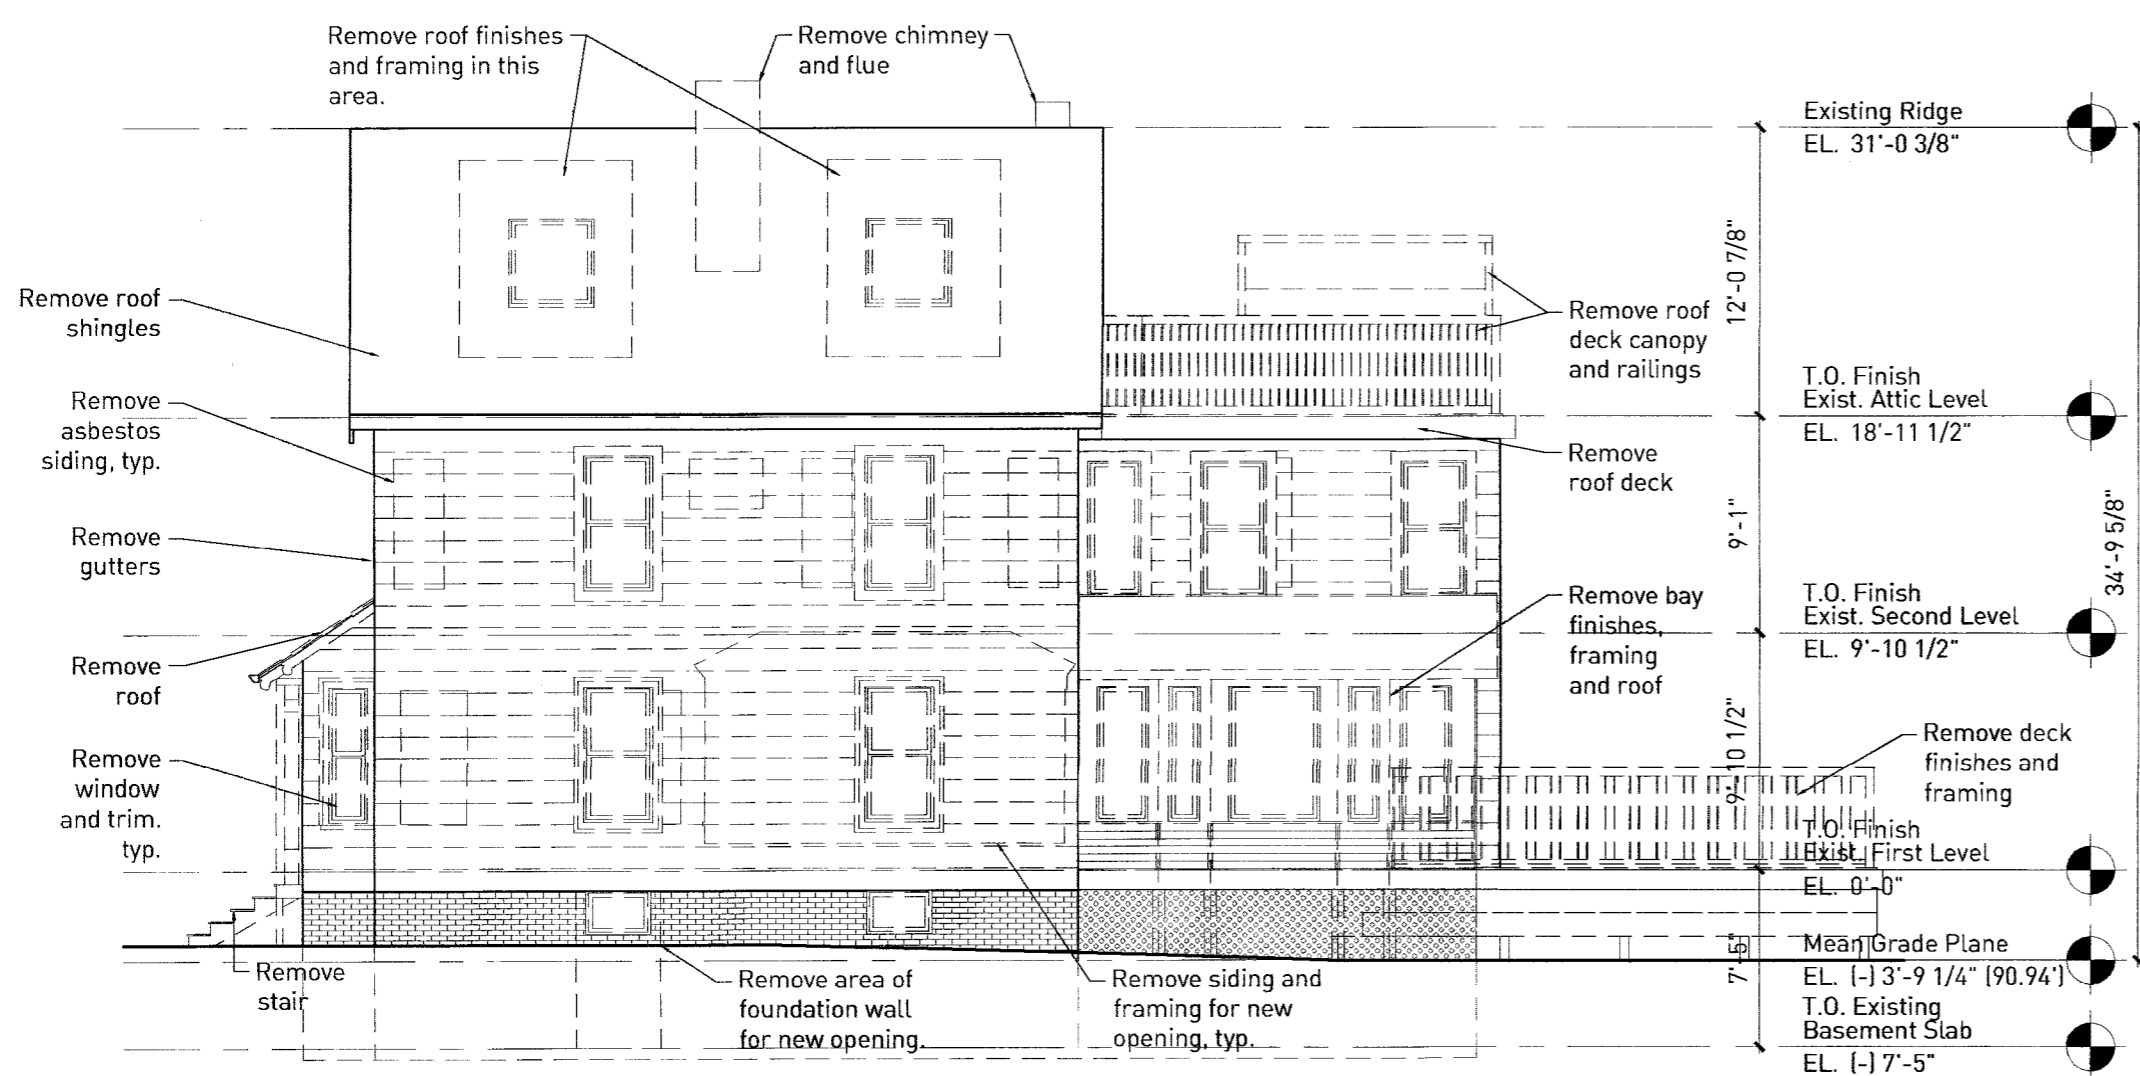 Remove roof finishes
and framing in this
area.
Remove chimney
and flue
Remove roof
shingles
Remove
asbestos
siding, typ.
Remove
gutters
Remove
roof
Remove
window
and trim.
typ.
Remove
stair
Remove area of
foundation wall
for new opening.
Remove siding and
framing for new
opening, typ.
Remove roof
deck canopy
and railings
Remove
roof deck
Remove bay
finishes,
framing
and roof
Remove deck
finishes and
framing
12'-0 7/8"
9'-1"
9'-10 1/2"
7'-5"
34'-9 5/8"
Existing Ridge
EL. 31'-0 3/8"
T.O. Finish
Exist. Attic Level
EL. 18'-11 1/2"
T.O. Finish
Exist. Second Level
EL. 9'-10 1/2"
T.O. Finish
Exist. First Level
EL. 0'-0"
Mean Grade Plane
EL. (-) 3'-9 1/4" (90.94')
T.O. Existing
Basement Slab
EL. (-) 7'-5"